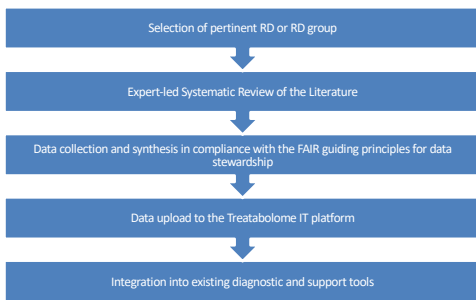 Selection of pertinent RD or RD group
Expert-led Systematic Review of the Literature
Data collection and synthesis in compliance with the FAIR guiding principles for data
stewardship
Data upload to the Treatabolome IT platform
Integration into existing diagnostic and support tools